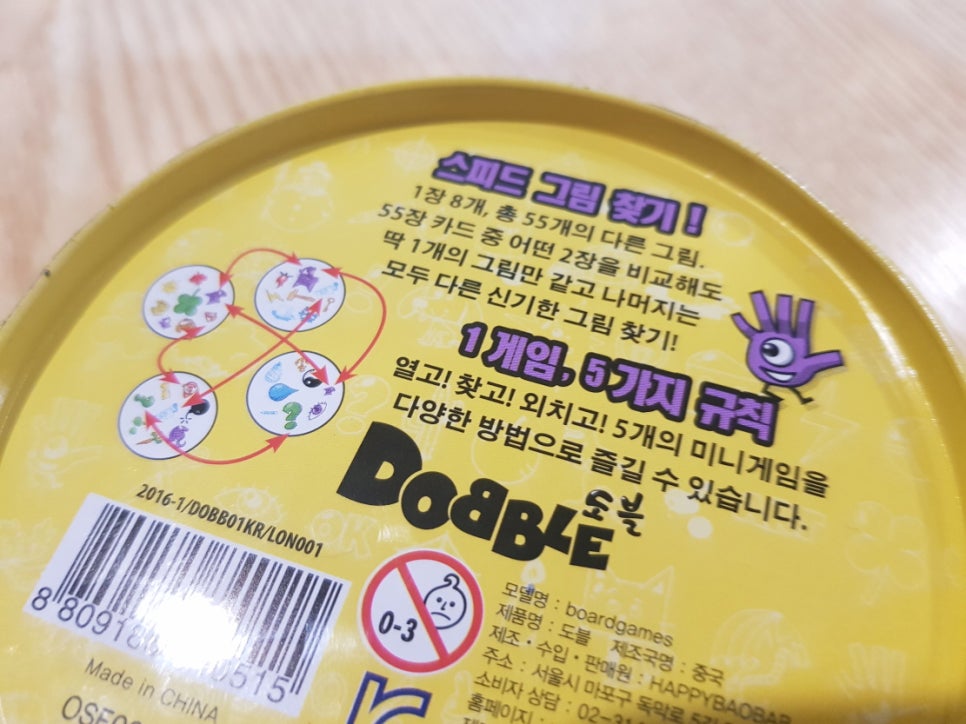 스피드 그림 찾기!
1장 8개, 총 55개의 다른 그림.
55장 카드 중 어떤 2장을 비교해도
딱 1개의 그림만 같고 나머지는
모두 다른 신기한 그림 찾기!
1게임, 5가지 규칙
열고! 찾고! 외치고! 5개의 미니게임을
다양한 방법으로 즐길 수 있습니다.
DOBBLE 도블
2016-1/DOBB01KR/LON001
0-3
Made in CHINA
모델명 : boardgames
제품명 : 도블 제조국명 : 중국
제조·수입·판매원 : HAPPYBAOBAB
주소 : 서울시 마포구 독막로
소비자 상담 : 02-31
홈페이지 :